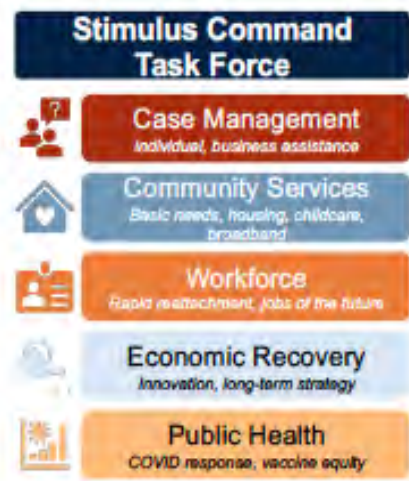 Stimulus Command
Task Force
?
Case Management
Individual, business assistance
Community Services
Basic needs, housing, childcare,
broadband
Workforce
Rapid reattachment, jobs of the future
Economic Recovery
Innovation, long-term strategy
Public Health
COVID response, vaccine equity